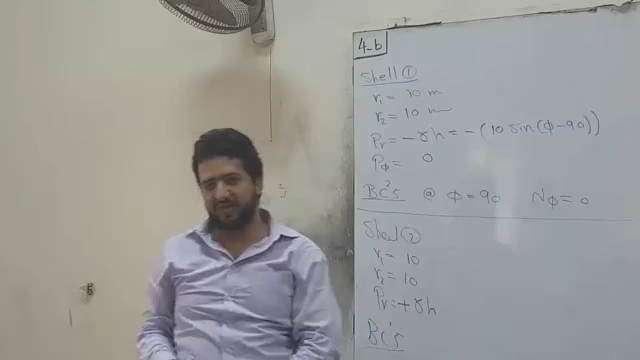 4-b
Shell ①
r₁ = 10 m
r₂ = 10 m
Pr = -γh = -(10 sin(ϕ-90))
Pϕ = 0
BC's @ ϕ=90 Nϕ=0
Shell ②
r₁ = 10
r₂ = 10
Pr = +γh
BC's